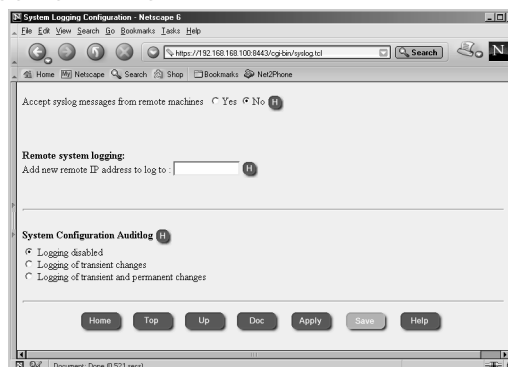 System Logging Configuration - Netscape 6
File Edit View Search Go Bookmarks Tasks Help
https://192.168.168.100:8443/cgi-bin/syslog.tcl Search N
Home My Netscape Search Shop Bookmarks Net2Phone
Accept syslog messages from remote machines Yes No H
Remote system logging:
Add new remote IP address to log to : H
System Configuration Auditlog H
Logging disabled
Logging of transient changes
Logging of transient and permanent changes
Home Top Up Doc Apply Save Help
Document: Done (0.521 secs)